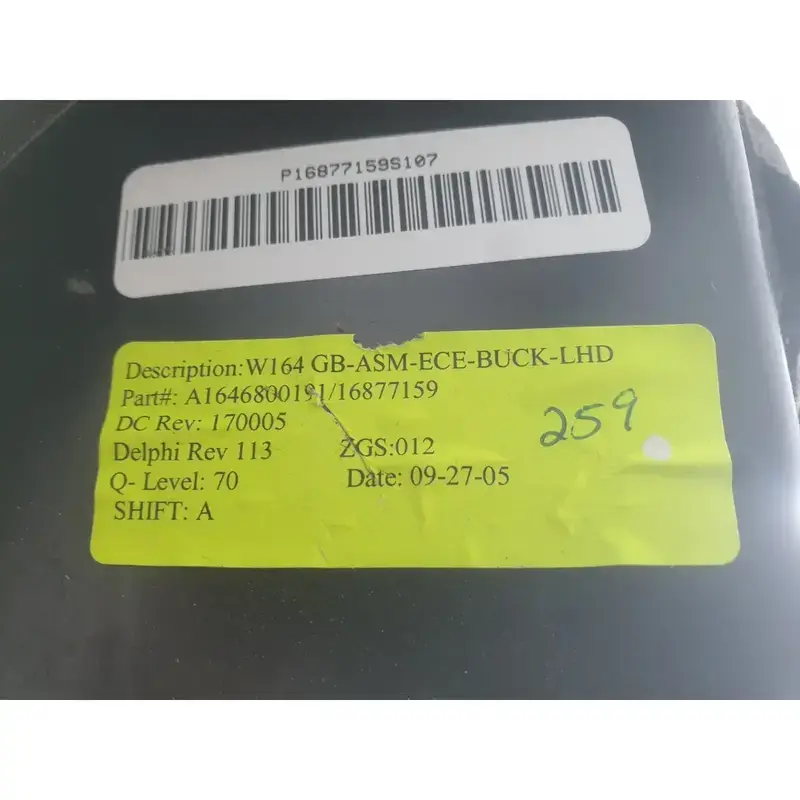 P16877159S107
Description:W164 GB-ASM-ECE-BUCK-LHD
Part#: A1646800191/16877159
DC Rev: 170005
259
Delphi Rev 113 ZGS:012
Q- Level: 70 Date: 09-27-05
SHIFT: A